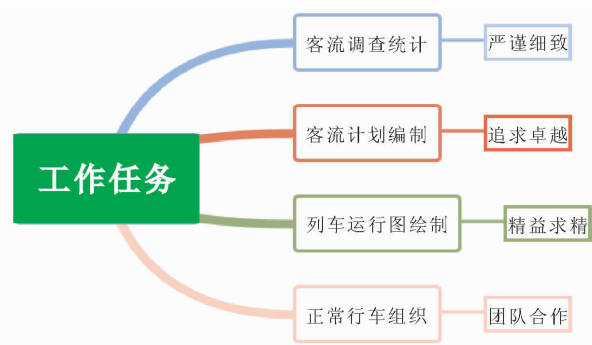 工作任务
客流调查统计
严谨细致
客流计划编制
追求卓越
列车运行图绘制
精益求精
正常行车组织
团队合作